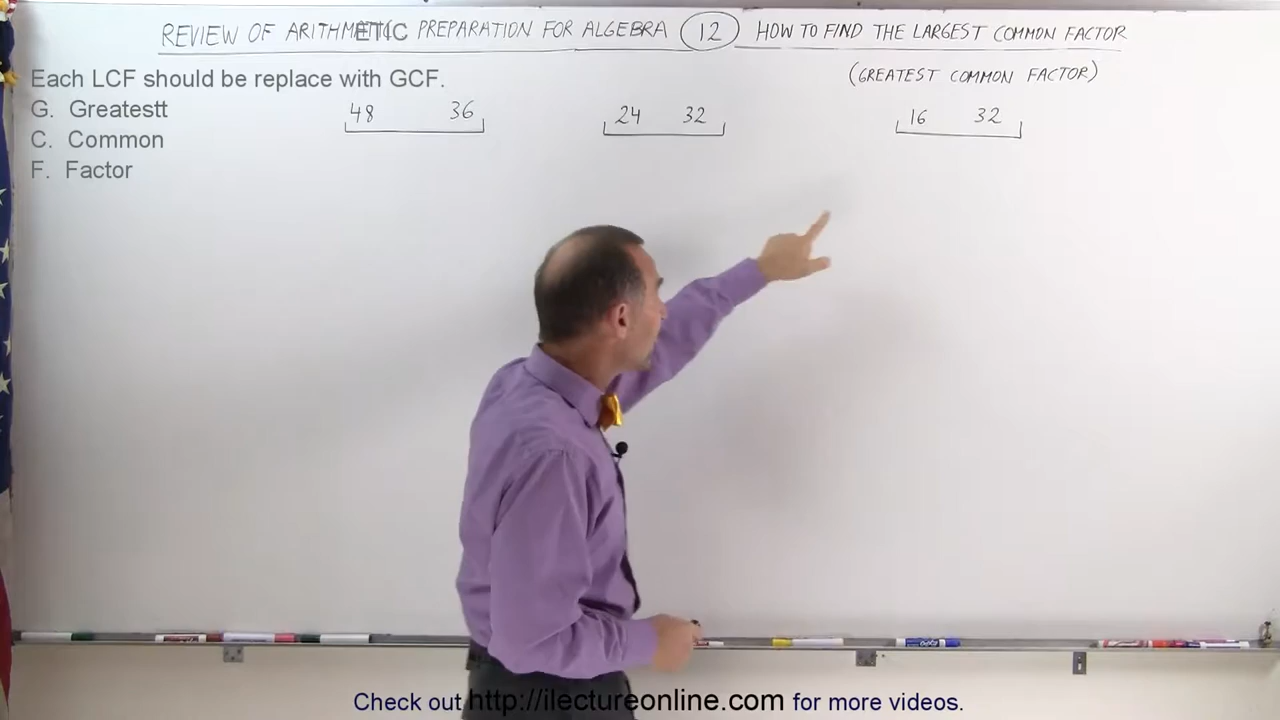 REVIEW OF ARITHMETIC PREPARATION FOR ALGEBRA 12 HOW TO FIND THE LARGEST COMMON FACTOR
(GREATEST COMMON FACTOR)
Each LCF should be replace with GCF.
G. Greatestt
C. Common
F. Factor
48 36 24 32 16 32
Check out http://ilectureonline.com for more videos.